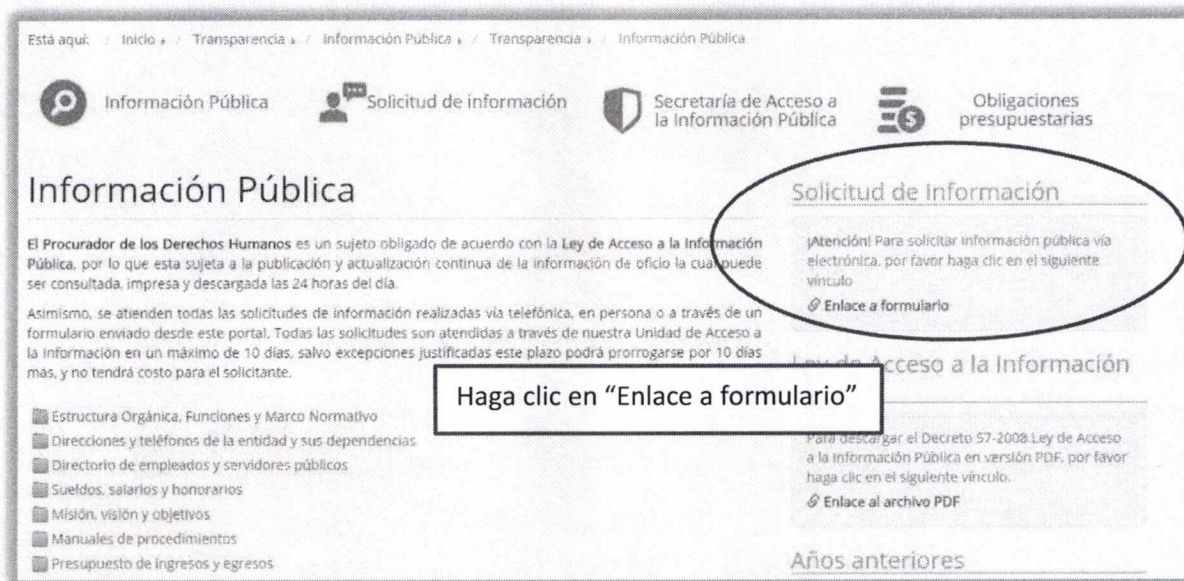 Está aquí: / Inicio / Transparencia / Información Pública / Transparencia / Información Pública
Información Pública
Solicitud de información
Secretaría de Acceso a
la Información Pública
Obligaciones
presupuestarias
Información Pública
El Procurador de los Derechos Humanos es un sujeto obligado de acuerdo con la Ley de Acceso a la Información
Pública, por lo que esta sujeta a la publicación y actualización continua de la información de oficio la cual puede
ser consultada, impresa y descargada las 24 horas del día.
Asimismo, se atienden todas las solicitudes de información realizadas vía telefónica, en persona o a través de un
formulario enviado desde este portal. Todas las solicitudes son atendidas a través de nuestra Unidad de Acceso a
la información en un máximo de 10 días, salvo excepciones justificadas este plazo podrá prorrogarse por 10 días
más, y no tendrá costo para el solicitante.
Estructura Orgánica, Funciones y Marco Normativo
Direcciones y teléfonos de la entidad y sus dependencias
Directorio de empleados y servidores públicos
Sueldos, salarios y honorarios
Misión, visión y objetivos
Manuales de procedimientos
Presupuesto de ingresos y egresos
Solicitud de Información
¡Atención! Para solicitar información pública vía
electrónica, por favor haga clic en el siguiente
vínculo
Enlace a formulario
Haga clic en “Enlace a formulario”
Ley de Acceso a la Información
Para descargar el Decreto 57-2008 Ley de Acceso
a la Información Pública en versión PDF, por favor
haga clic en el siguiente vínculo.
Enlace al archivo PDF
Años anteriores